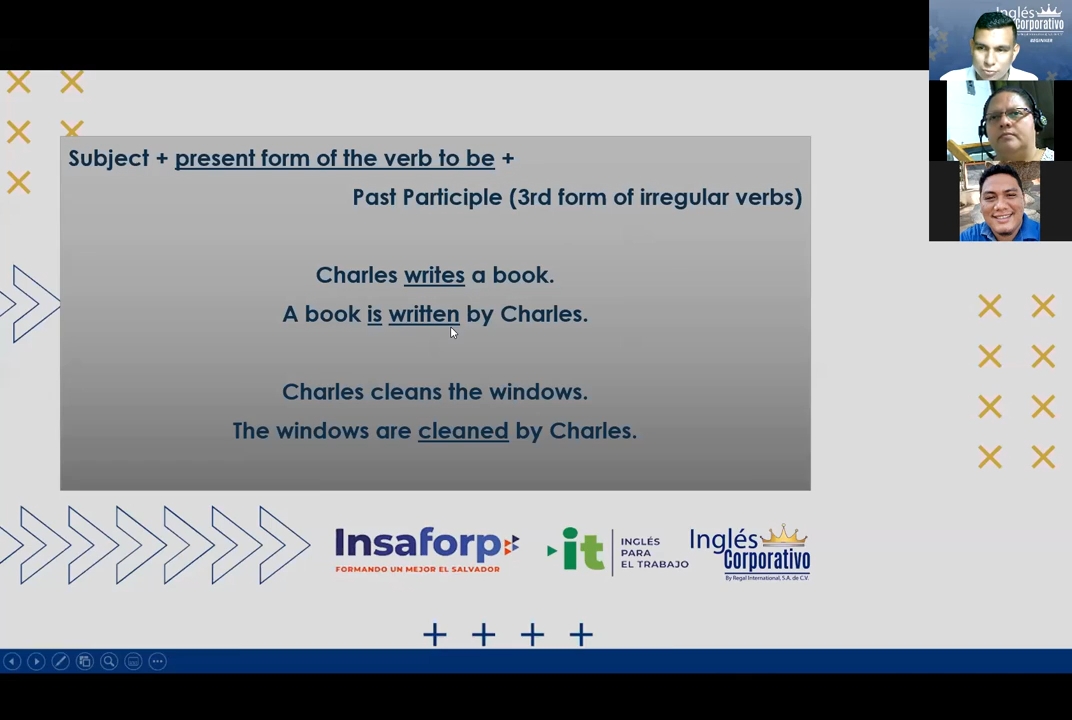 Inglés
Corporativo
BEGINNER
Subject + present form of the verb to be +
Past Participle (3rd form of irregular verbs)
Charles writes a book.
A book is written by Charles.
Charles cleans the windows.
The windows are cleaned by Charles.
Insaforp
FORMANDO UN MEJOR EL SALVADOR
it
INGLÉS
PARA
EL TRABAJO
Inglés
Corporativo
By Regal International, S.A. de C.V.